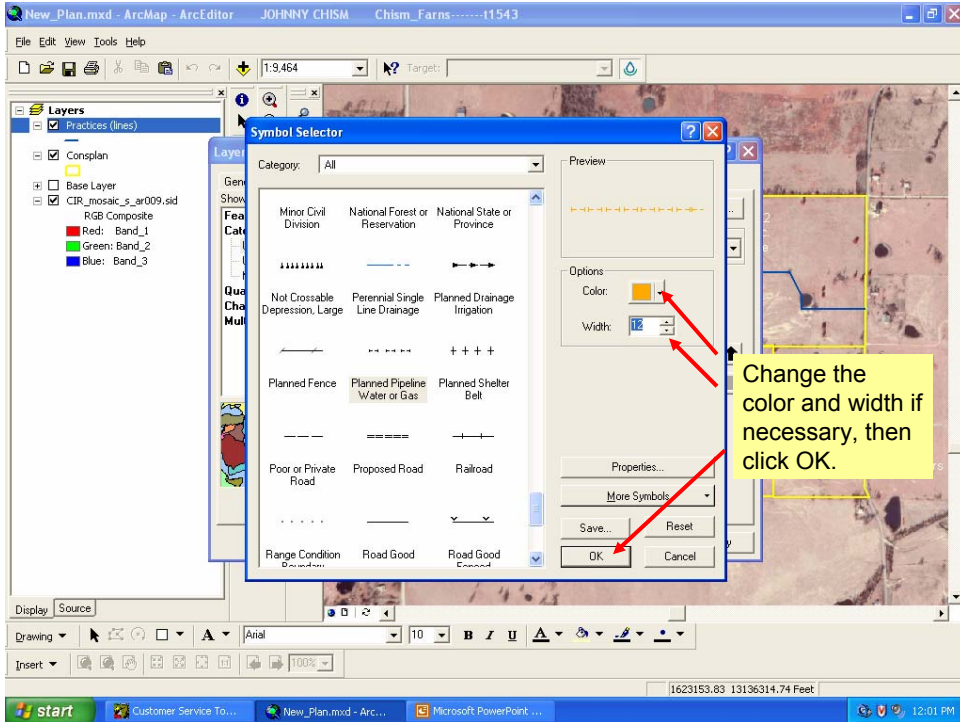 New_Plan.mxd - ArcMap - ArcEditor JOHNNY CHISM Chism_Farns-------t1543
File Edit View Tools Help
1:9,464 Target:
Layers
Practices (lines)
Consplan
Base Layer
CIR_mosaic_s_ar009.sid
RGB Composite
Red: Band_1
Green: Band_2
Blue: Band_3
Display Source
Symbol Selector
Category: All
Minor Civil Division
National Forest or Reservation
National State or Province
Not Crossable Depression, Large
Perennial Single Line Drainage
Planned Drainage Irrigation
Planned Fence
Planned Pipeline Water or Gas
Planned Shelter Belt
Poor or Private Road
Proposed Road
Railroad
Range Condition
Road Good
Road Good
Preview
Options
Color:
Width: 12
Properties...
More Symbols
Save... Reset
OK Cancel
Change the
color and width if
necessary, then
click OK.
Drawing A Arial 10 B I U A
Insert 100%
1623153.83 13136314.74 Feet
start Customer Service To... New_Plan.mxd - Arc... Microsoft PowerPoint ... 12:01 PM